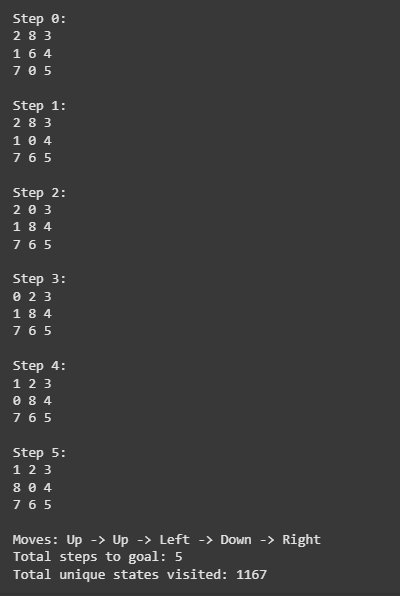 Step 0:
2 8 3
1 6 4
7 0 5
Step 1:
2 8 3
1 0 4
7 6 5
Step 2:
2 0 3
1 8 4
7 6 5
Step 3:
0 2 3
1 8 4
7 6 5
Step 4:
1 2 3
0 8 4
7 6 5
Step 5:
1 2 3
8 0 4
7 6 5
Moves: Up -> Up -> Left -> Down -> Right
Total steps to goal: 5
Total unique states visited: 1167